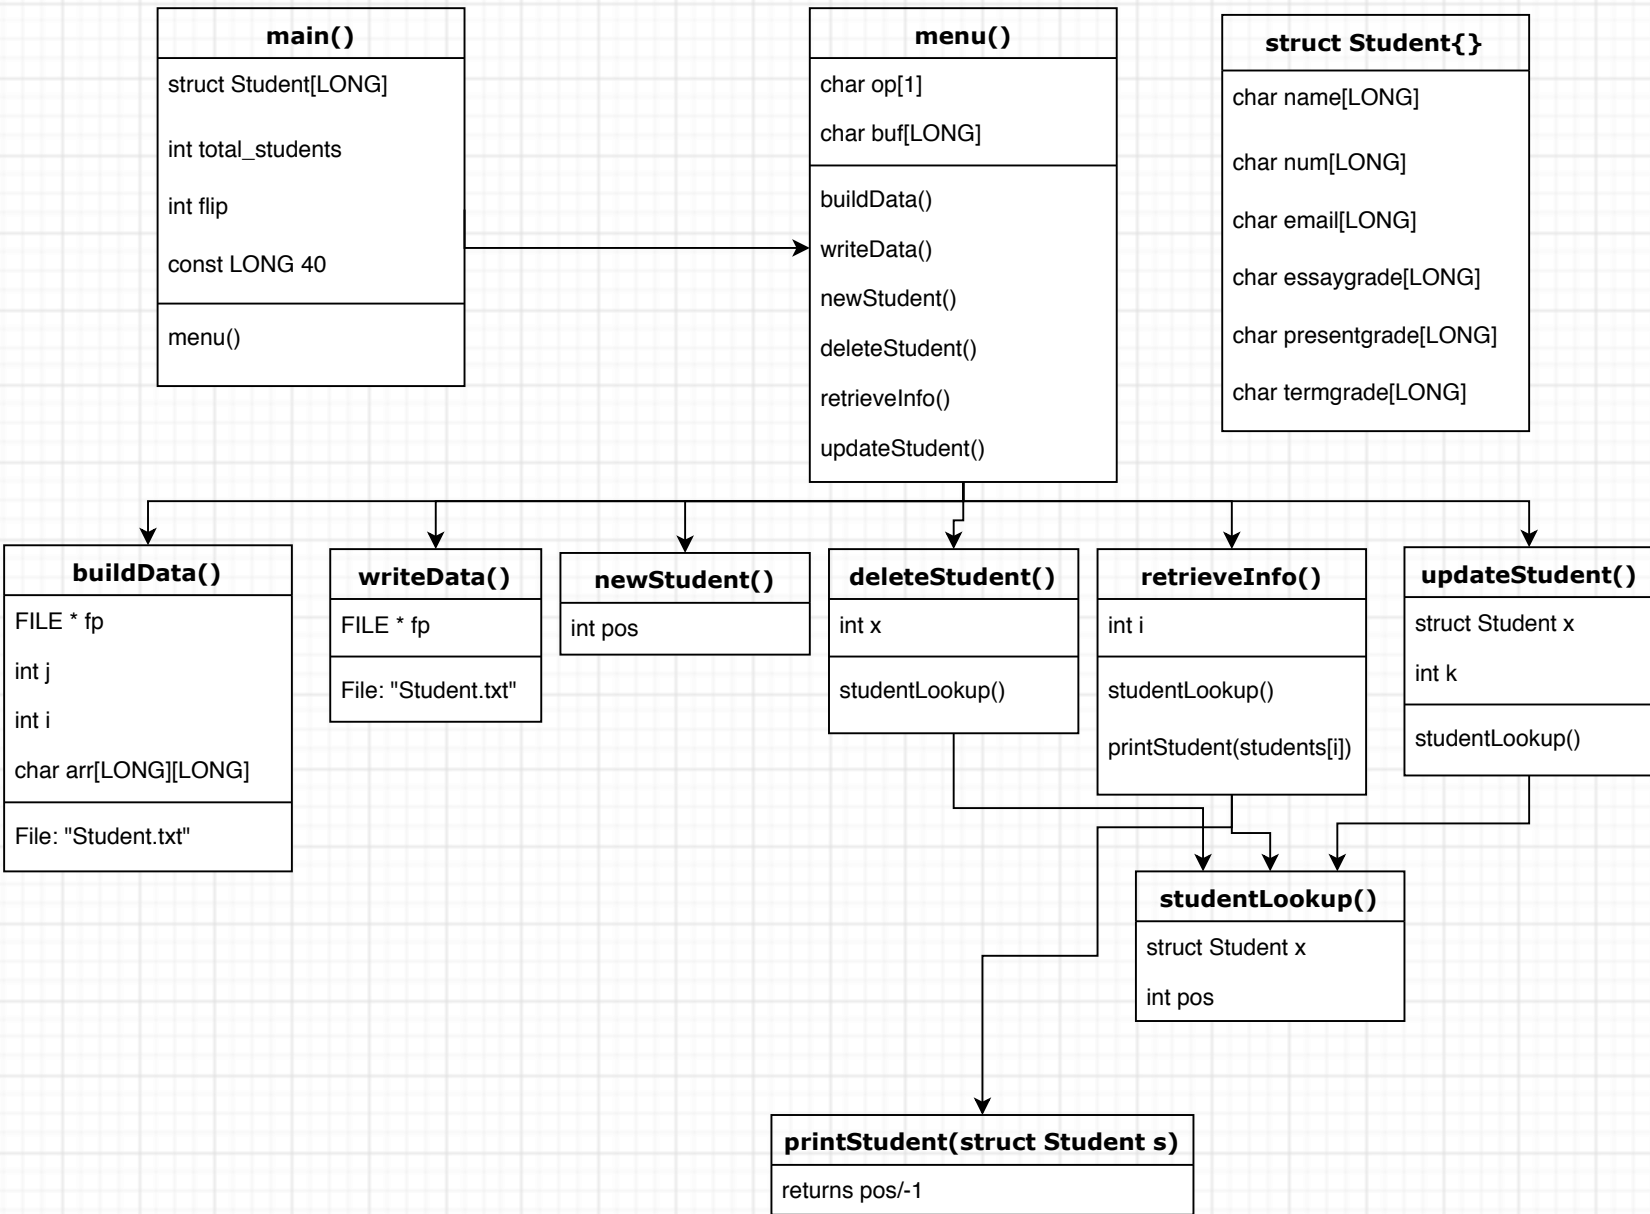 main()
struct Student[LONG]
int total_students
int flip
const LONG 40
menu()
menu()
char op[1]
char buf[LONG]
buildData()
writeData()
newStudent()
deleteStudent()
retrieveInfo()
updateStudent()
struct Student{}
char name[LONG]
char num[LONG]
char email[LONG]
char essaygrade[LONG]
char presentgrade[LONG]
char termgrade[LONG]
buildData()
FILE * fp
int j
int i
char arr[LONG][LONG]
File: "Student.txt"
writeData()
FILE * fp
File: "Student.txt"
newStudent()
int pos
deleteStudent()
int x
studentLookup()
retrieveInfo()
int i
studentLookup()
printStudent(students[i])
updateStudent()
struct Student x
int k
studentLookup()
studentLookup()
struct Student x
int pos
printStudent(struct Student s)
returns pos/-1